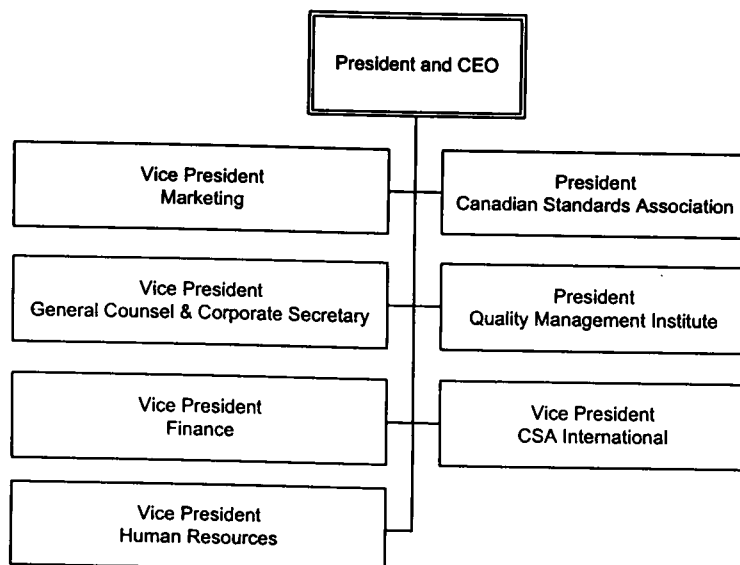 President and CEO
Vice President
Marketing
President
Canadian Standards Association
Vice President
General Counsel & Corporate Secretary
President
Quality Management Institute
Vice President
Finance
Vice President
CSA International
Vice President
Human Resources